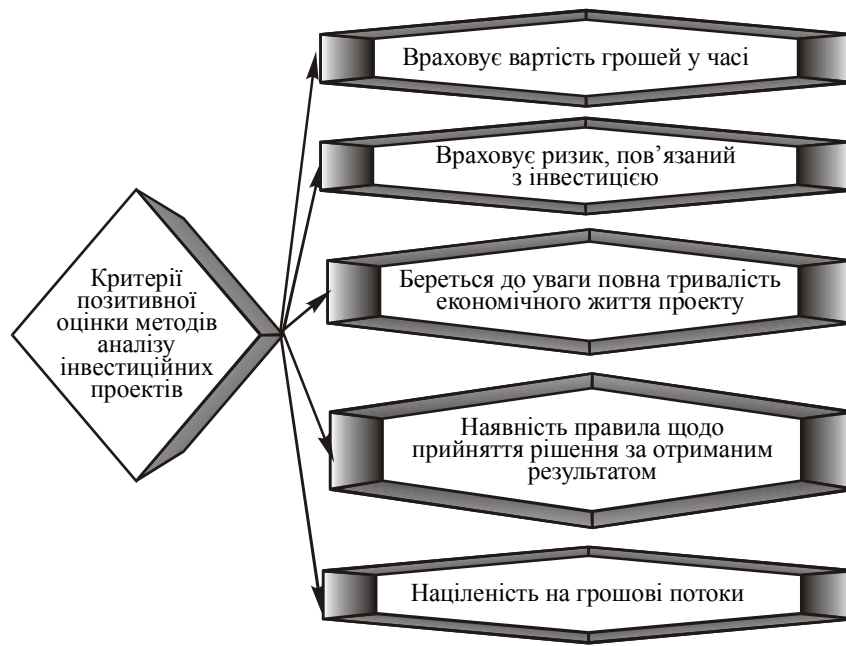 Критерії
позитивної
оцінки методів
аналізу
інвестиційних
проектів
Враховує вартість грошей у часі
Враховує ризик, пов’язаний
з інвестицією
Береться до уваги повна тривалість
економічного життя проекту
Наявність правила щодо
прийняття рішення за отриманим
результатом
Націленість на грошові потоки